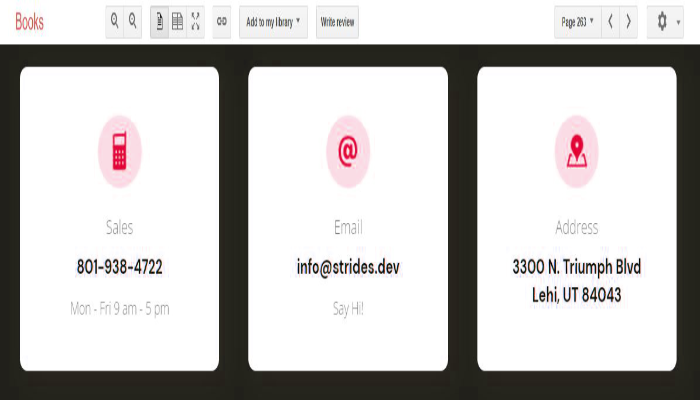 Books
Add to my library
Write review
Page 263
Sales
801-938-4722
Mon - Fri 9 am - 5 pm
@
Email
info@strides.dev
Say Hi!
Address
3300 N. Triumph Blvd
Lehi, UT 84043